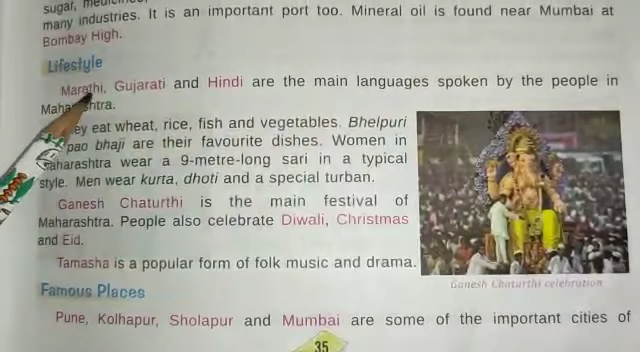 sugar,
many industries. It is an important port too. Mineral oil is found near Mumbai at
Bombay High.
Lifestyle
Marathi, Gujarati and Hindi are the main languages spoken by the people in
eat wheat, rice, fish and vegetables. Bhelpuri
pao bhaji are their favourite dishes. Women in
Maharashtra wear a 9-metre-long sari in a typical
style. Men wear kurta, dhoti and a special turban.
Ganesh Chaturthi is the main festival of
Maharashtra. People also celebrate Diwali, Christmas
and Eid.
Tamasha is a popular form of folk music and drama.
Ganesh Chaturthi celebration
Famous Places
Pune, Kolhapur, Sholapur and Mumbai are some of the important cities of
35